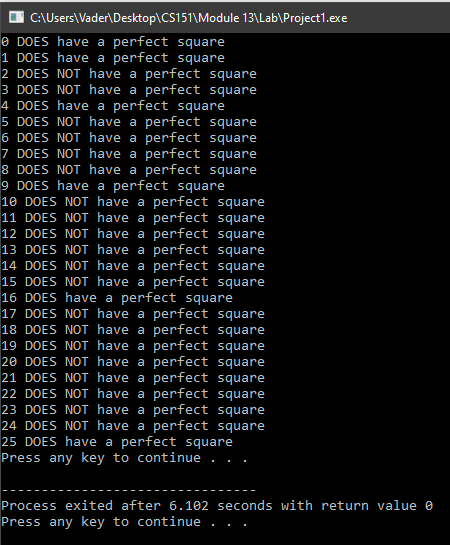 C:\Users\Vader\Desktop\CS151\Module 13\Lab\Project1.exe
0 DOES have a perfect square
1 DOES have a perfect square
2 DOES NOT have a perfect square
3 DOES NOT have a perfect square
4 DOES have a perfect square
5 DOES NOT have a perfect square
6 DOES NOT have a perfect square
7 DOES NOT have a perfect square
8 DOES NOT have a perfect square
9 DOES have a perfect square
10 DOES NOT have a perfect square
11 DOES NOT have a perfect square
12 DOES NOT have a perfect square
13 DOES NOT have a perfect square
14 DOES NOT have a perfect square
15 DOES NOT have a perfect square
16 DOES have a perfect square
17 DOES NOT have a perfect square
18 DOES NOT have a perfect square
19 DOES NOT have a perfect square
20 DOES NOT have a perfect square
21 DOES NOT have a perfect square
22 DOES NOT have a perfect square
23 DOES NOT have a perfect square
24 DOES NOT have a perfect square
25 DOES have a perfect square
Press any key to continue . . .
--------------------------------
Process exited after 6.102 seconds with return value 0
Press any key to continue . . .